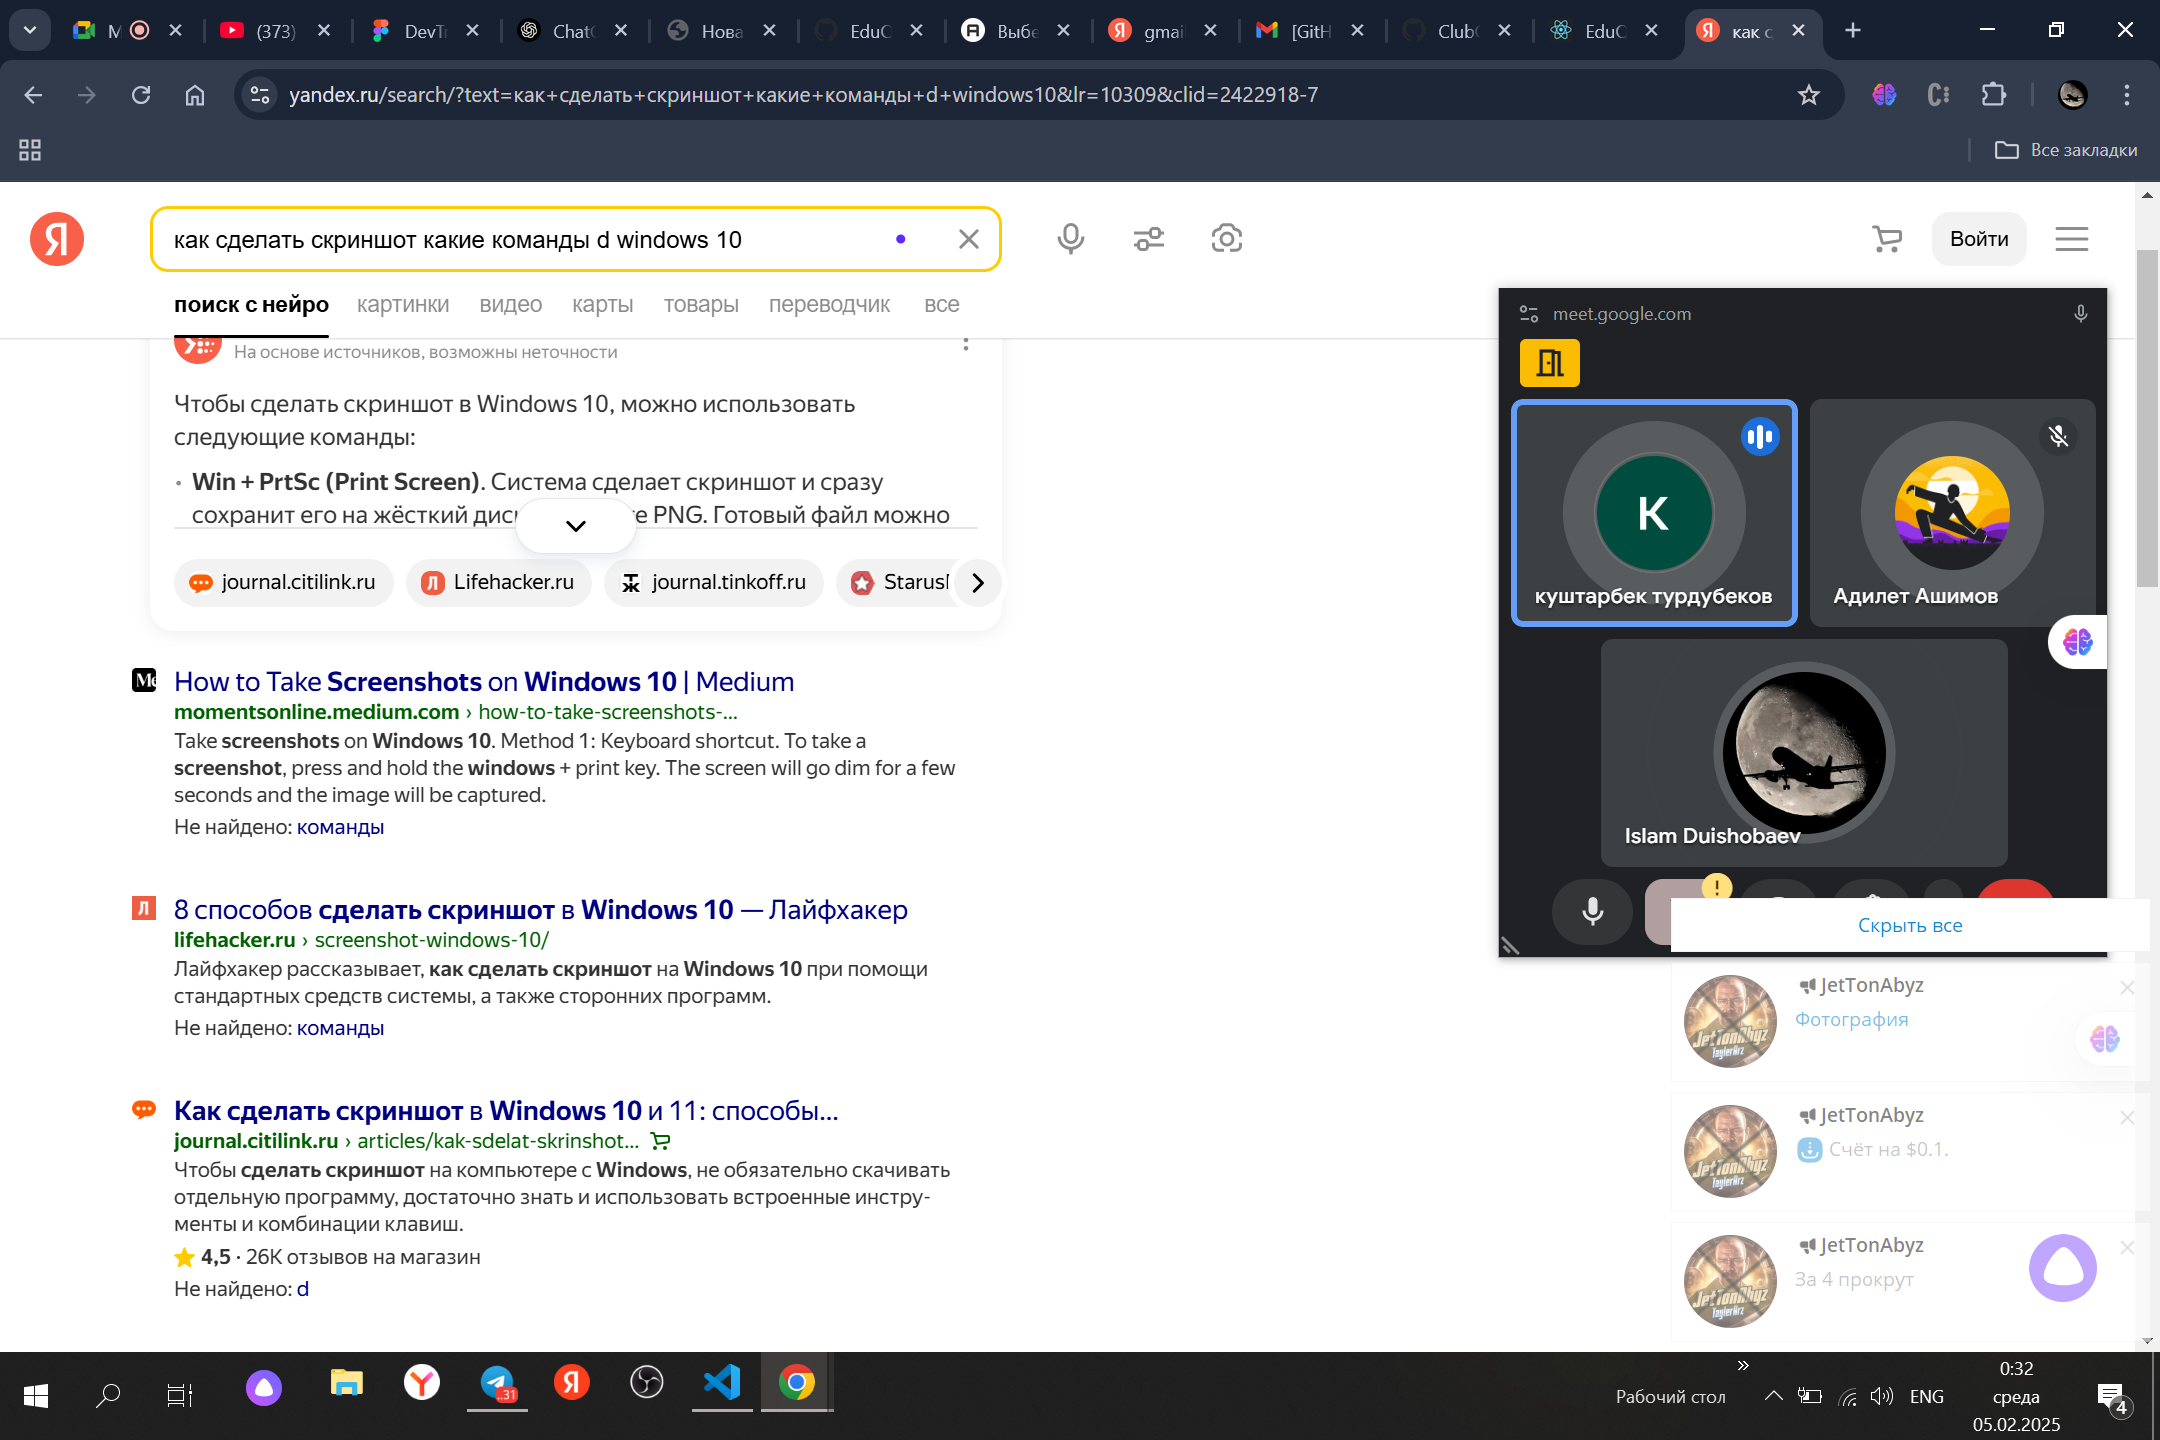 M
(373)
DevT
Chat
Нова
EduC
Выбе
gmai
[GitH
Club
EduC
как с
yandex.ru/search/?text=как+сделать+скриншот+какие+команды+d+windows10&lr=10309&clid=2422918-7
Все закладки
как сделать скриншот какие команды d windows 10
Войти
поиск с нейро картинки видео карты товары переводчик все
На основе источников, возможны неточности
Чтобы сделать скриншот в Windows 10, можно использовать
следующие команды:
• Win + PrtSc (Print Screen). Система сделает скриншот и сразу
сохранит его на жёсткий дис е PNG. Готовый файл можно
journal.citilink.ru Lifehacker.ru journal.tinkoff.ru Starus
How to Take Screenshots on Windows 10 | Medium
momentsonline.medium.com › how-to-take-screenshots-...
Take screenshots on Windows 10. Method 1: Keyboard shortcut. To take a
screenshot, press and hold the windows + print key. The screen will go dim for a few
seconds and the image will be captured.
Не найдено: команды
8 способов сделать скриншот в Windows 10 — Лайфхакер
lifehacker.ru › screenshot-windows-10/
Лайфхакер рассказывает, как сделать скриншот на Windows 10 при помощи
стандартных средств системы, а также сторонних программ.
Не найдено: команды
Как сделать скриншот в Windows 10 и 11: способы...
journal.citilink.ru › articles/kak-sdelat-skrinshot...
Чтобы сделать скриншот на компьютере с Windows, не обязательно скачивать
отдельную программу, достаточно знать и использовать встроенные инстру-
менты и комбинации клавиш.
4,5 · 26K отзывов на магазин
Не найдено: d
meet.google.com
K
куштарбек турдубеков
Адилет Ашимов
Islam Duishobaev
Скрыть все
JetTonAbyz
Фотография
JetTonAbyz
Счёт на $0.1.
JetTonAbyz
За 4 прокрут
..31
Рабочий стол
ENG
0:32
среда
05.02.2025
4